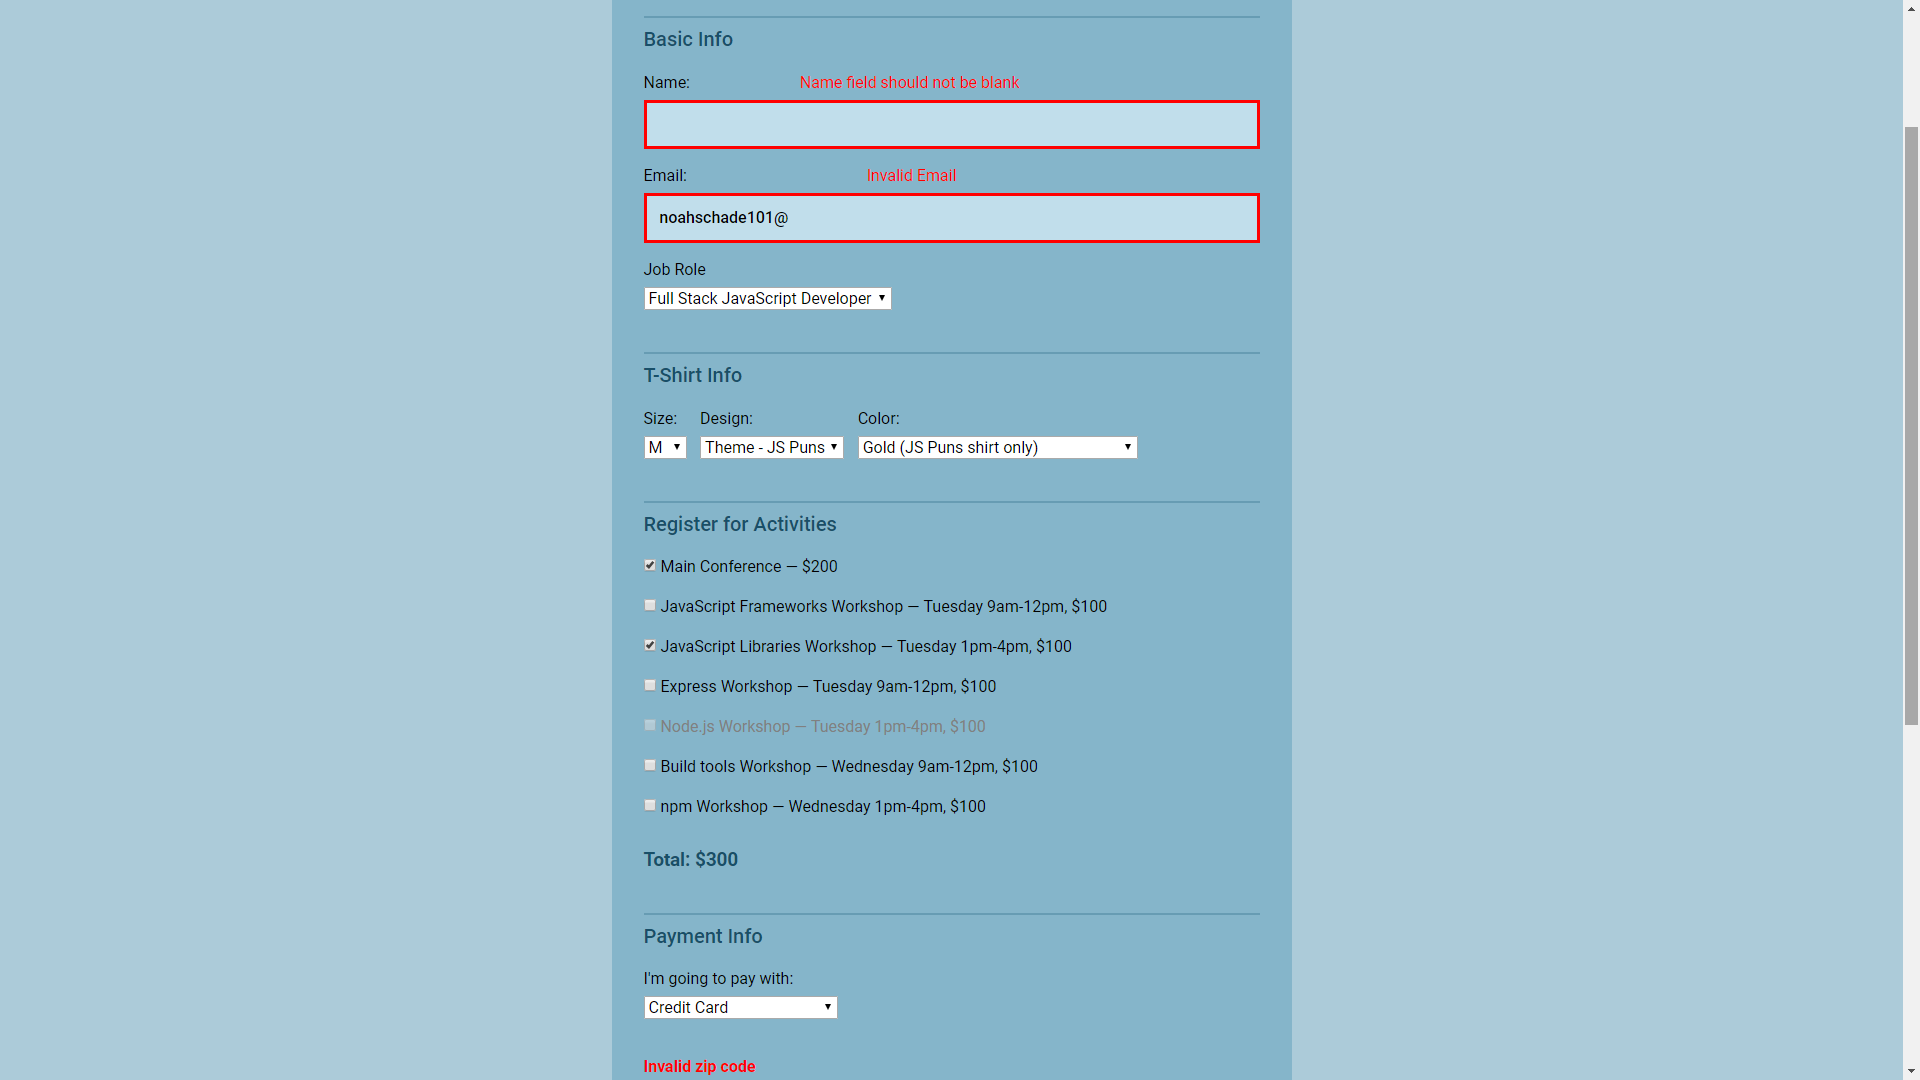 Basic Info
Name: Name field should not be blank
Email: Invalid Email
noahschade101@
Job Role
Full Stack JavaScript Developer
T-Shirt Info
Size: Design: Color:
M Theme - JS Puns Gold (JS Puns shirt only)
Register for Activities
Main Conference — $200
JavaScript Frameworks Workshop — Tuesday 9am-12pm, $100
JavaScript Libraries Workshop — Tuesday 1pm-4pm, $100
Express Workshop — Tuesday 9am-12pm, $100
Node.js Workshop — Tuesday 1pm-4pm, $100
Build tools Workshop — Wednesday 9am-12pm, $100
npm Workshop — Wednesday 1pm-4pm, $100
Total: $300
Payment Info
I'm going to pay with:
Credit Card
Invalid zip code